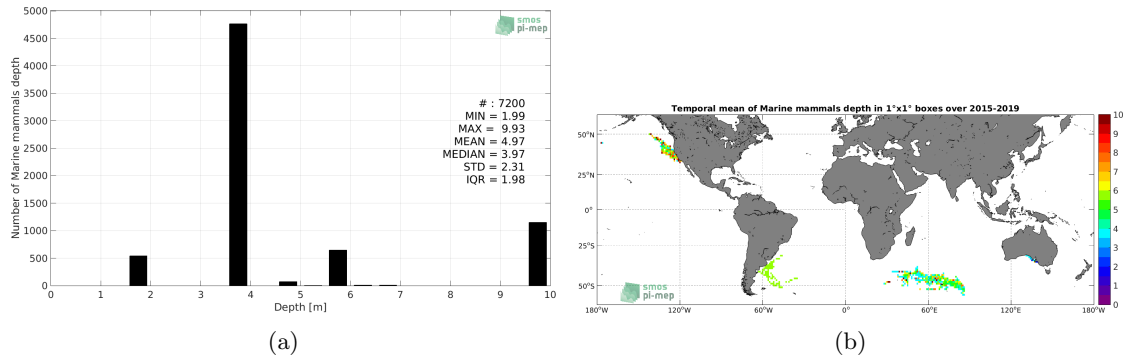 5000
4500
4000
3500
3000
2500
2000
1500
1000
500
0
Number of Marine mammals depth
smos
pi-mep
# : 7200
MIN = 1.99
MAX = 9.93
MEAN = 4.97
MEDIAN = 3.97
STD = 2.31
IQR = 1.98
0 1 2 3 4 5 6 7 8 9 10
Depth [m]
(a)
Temporal mean of Marine mammals depth in 1°x1° boxes over 2015-2019
50°N
25°N
0°
25°S
50°S
smos
pi-mep
180°W 120°W 60°W 0° 60°E 120°E 180°W
10
9
8
7
6
5
4
3
2
1
0
(b)